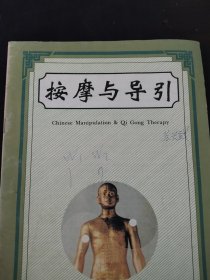 按摩与导引
Chinese Manipulation & Qi Gong Therapy